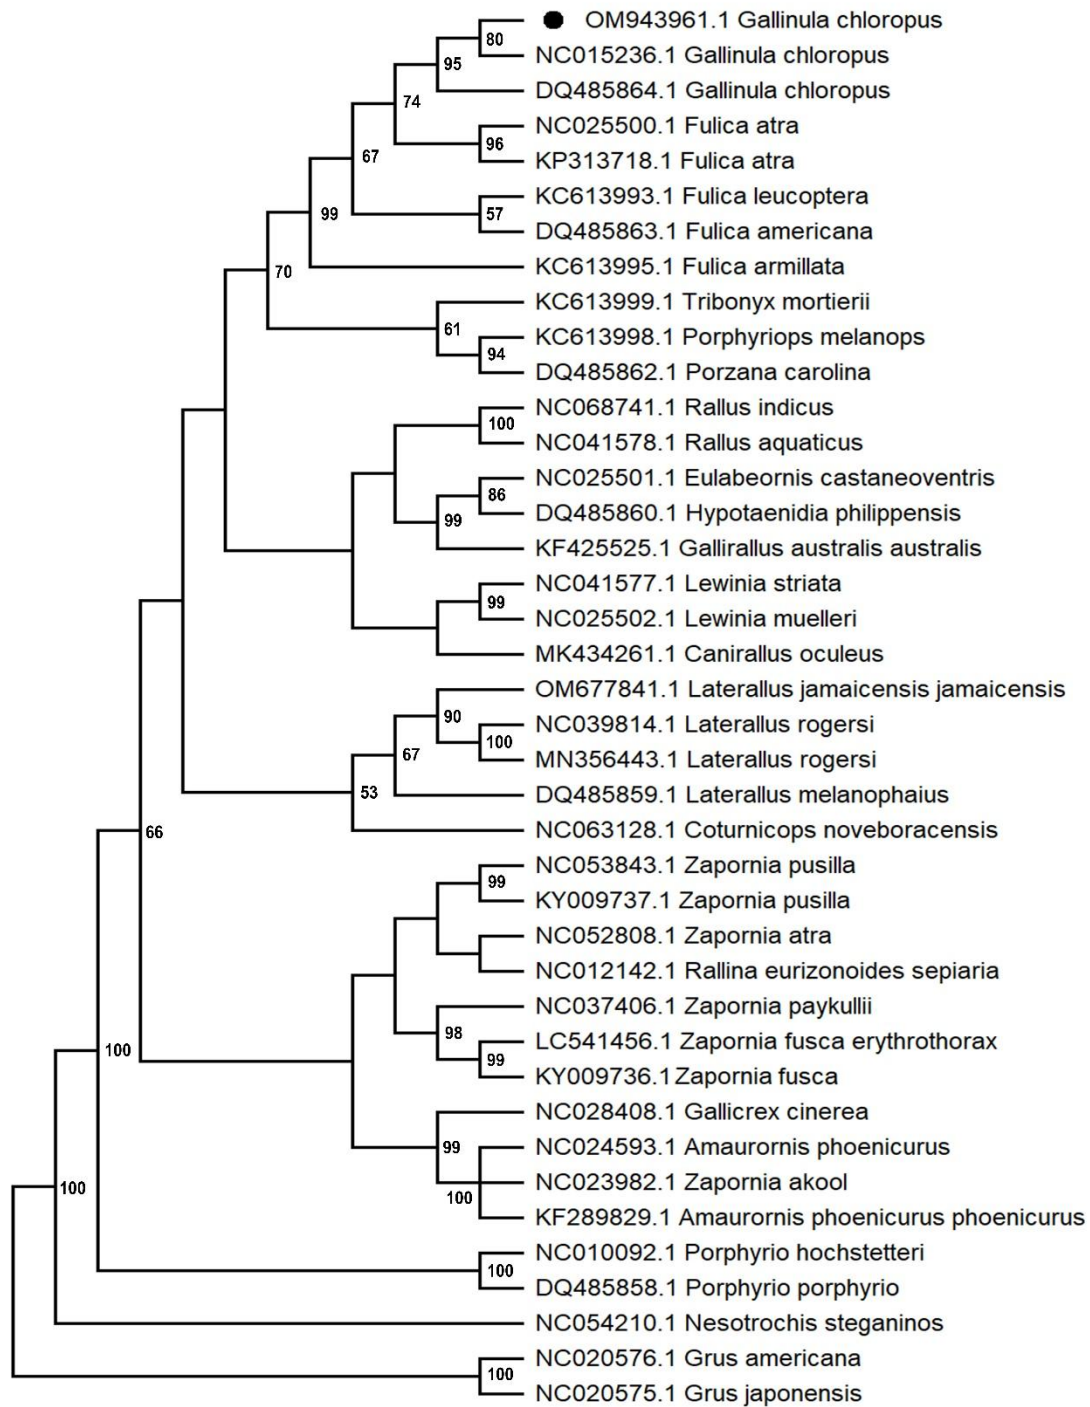 OM943961.1 Gallinula chloropus
80
NC015236.1 Gallinula chloropus
95
DQ485864.1 Gallinula chloropus
74
NC025500.1 Fulica atra
96
KP313718.1 Fulica atra
67
KC613993.1 Fulica leucoptera
99
57
DQ485863.1 Fulica americana
KC613995.1 Fulica armillata
70
KC613999.1 Tribonyx mortierii
61
KC613998.1 Porphyriops melanops
94
DQ485862.1 Porzana carolina
NC068741.1 Rallus indicus
100
NC041578.1 Rallus aquaticus
NC025501.1 Eulabeornis castaneoventris
86
DQ485860.1 Hypotaenidia philippensis
99
KF425525.1 Gallirallus australis australis
NC041577.1 Lewinia striata
99
NC025502.1 Lewinia muelleri
MK434261.1 Canirallus oculeus
OM677841.1 Laterallus jamaicensis jamaicensis
90
NC039814.1 Laterallus rogersi
100
67
MN356443.1 Laterallus rogersi
53
DQ485859.1 Laterallus melanophaius
66
NC063128.1 Coturnicops noveboracensis
NC053843.1 Zapornia pusilla
99
KY009737.1 Zapornia pusilla
NC052808.1 Zapornia atra
NC012142.1 Rallina eurizonoides sepiaria
NC037406.1 Zapornia paykullii
98
LC541456.1 Zapornia fusca erythrothorax
100
99
KY009736.1 Zapornia fusca
NC028408.1 Gallicrex cinerea
99
NC024593.1 Amaurornis phoenicurus
NC023982.1 Zapornia akool
100
100
KF289829.1 Amaurornis phoenicurus phoenicurus
NC010092.1 Porphyrio hochstetteri
100
DQ485858.1 Porphyrio porphyrio
NC054210.1 Nesotrochis steganinos
NC020576.1 Grus americana
100
NC020575.1 Grus japonensis